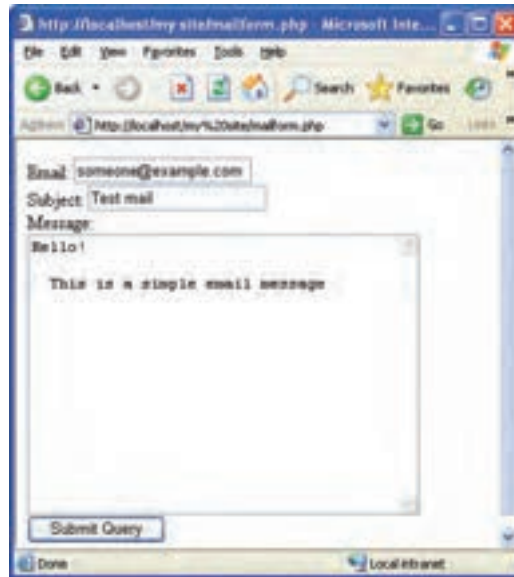 http://localhost/my site/mailform.php - Microsoft Inte...
File Edit View Favorites Tools Help
Back Search Favorites
Address http://localhost/my%20site/mailform.php Go Links
Email: someone@example.com
Subject: Test mail
Message:
Hello!
This is a simple email message
Submit Query
Done Local intranet